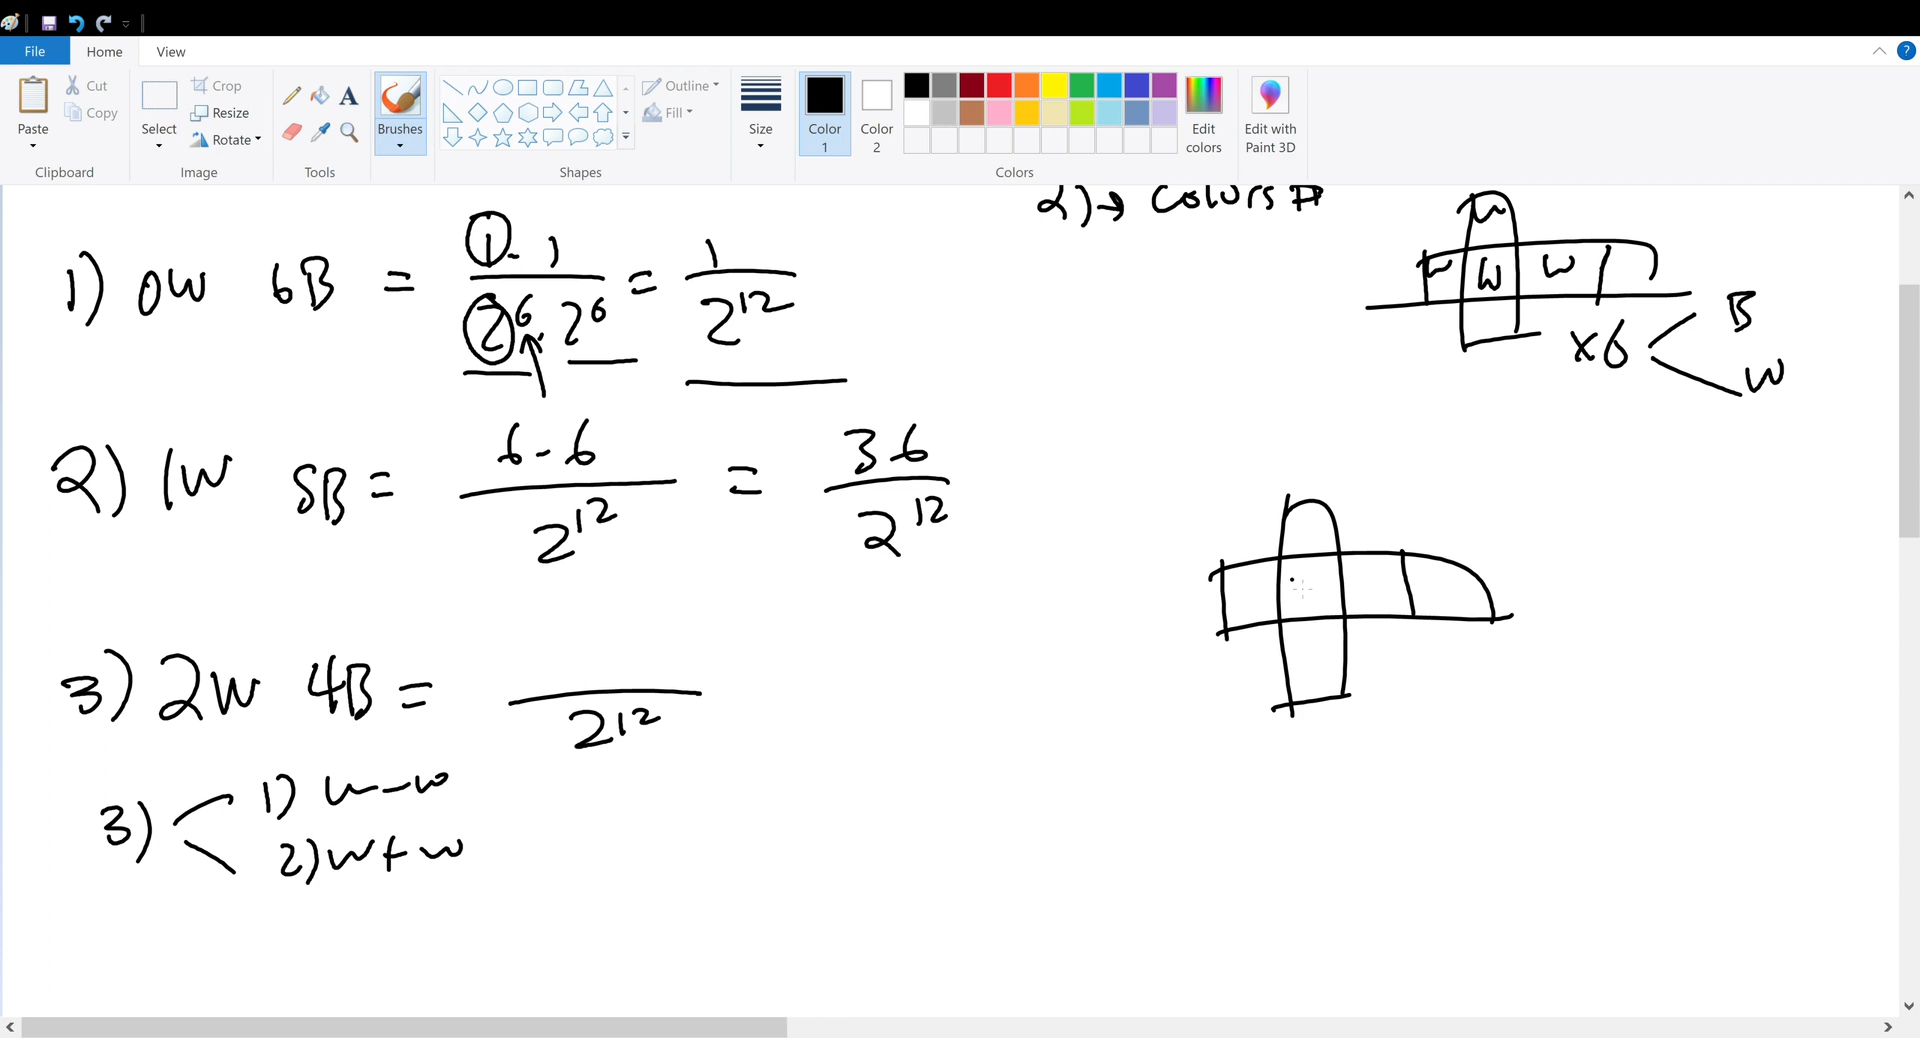 File Home View
Paste
Cut
Copy
Clipboard
Select
Crop
Resize
Rotate
Image
A
Tools
Brushes
Shapes
Outline
Fill
Size
Color 1
Color 2
Edit colors
Colors
Edit with Paint 3D
?
2) → Colors #
1) 0W 6B = 1 - 1 / 2^6 · 2^6 = 1 / 2^12
W
W W W
×6
B
W
2) 1W 5B = 6 - 6 / 2^12 = 36 / 2^12
3) 2W 4B = / 2^12
3)
1) W - W
2) W + W